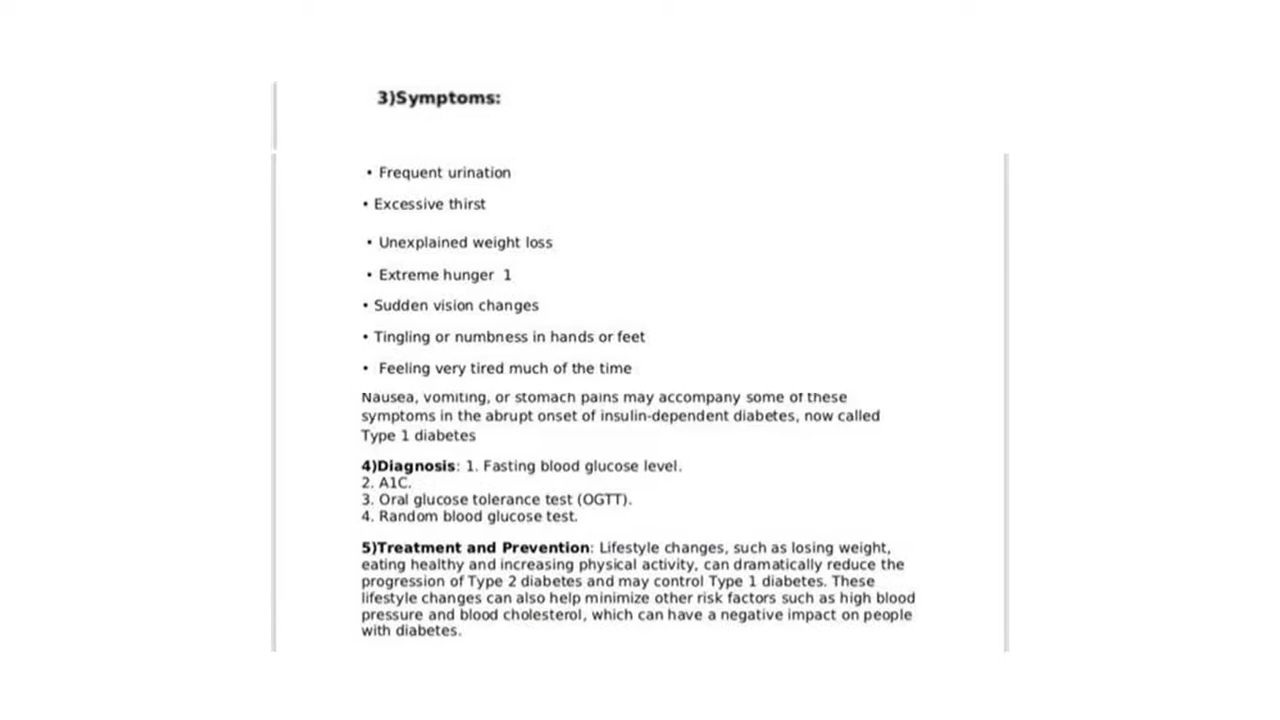 3)Symptoms:
• Frequent urination
• Excessive thirst
• Unexplained weight loss
• Extreme hunger 1
• Sudden vision changes
• Tingling or numbness in hands or feet
• Feeling very tired much of the time
Nausea, vomiting, or stomach pains may accompany some of these
symptoms in the abrupt onset of insulin-dependent diabetes, now called
Type 1 diabetes
4)Diagnosis: 1. Fasting blood glucose level.
2. A1C.
3. Oral glucose tolerance test (OGTT).
4. Random blood glucose test.
5)Treatment and Prevention: Lifestyle changes, such as losing weight,
eating healthy and increasing physical activity, can dramatically reduce the
progression of Type 2 diabetes and may control Type 1 diabetes. These
lifestyle changes can also help minimize other risk factors such as high blood
pressure and blood cholesterol, which can have a negative impact on people
with diabetes.